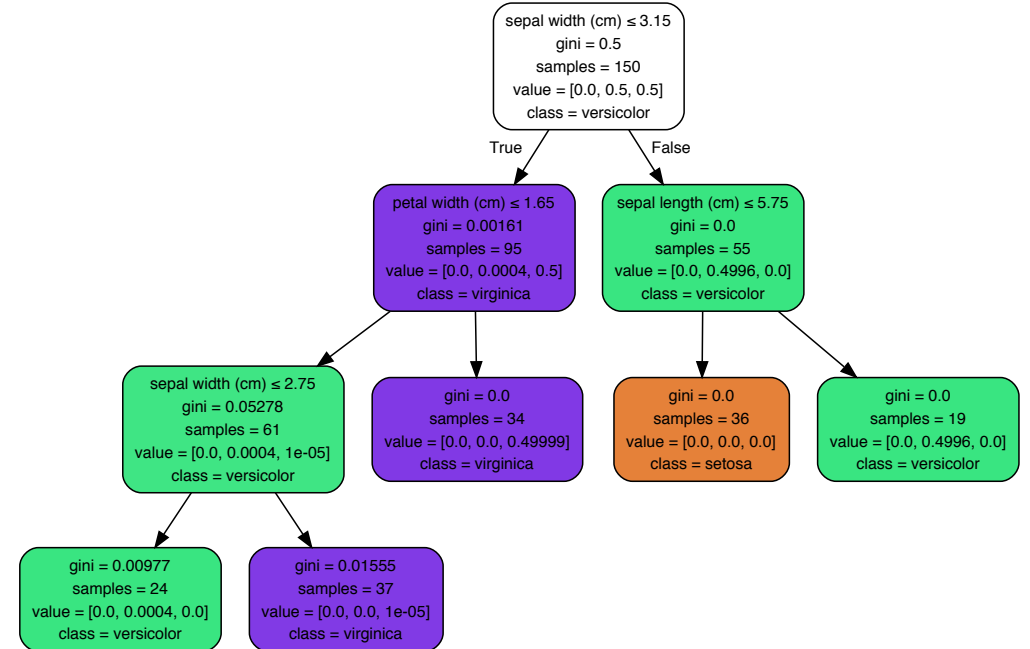 sepal width (cm) ≤ 3.15
gini = 0.5
samples = 150
value = [0.0, 0.5, 0.5]
class = versicolor
True
False
petal width (cm) ≤ 1.65
gini = 0.00161
samples = 95
value = [0.0, 0.0004, 0.5]
class = virginica
sepal length (cm) ≤ 5.75
gini = 0.0
samples = 55
value = [0.0, 0.4996, 0.0]
class = versicolor
sepal width (cm) ≤ 2.75
gini = 0.05278
samples = 61
value = [0.0, 0.0004, 1e-05]
class = versicolor
gini = 0.0
samples = 34
value = [0.0, 0.0, 0.49999]
class = virginica
gini = 0.0
samples = 36
value = [0.0, 0.0, 0.0]
class = setosa
gini = 0.0
samples = 19
value = [0.0, 0.4996, 0.0]
class = versicolor
gini = 0.00977
samples = 24
value = [0.0, 0.0004, 0.0]
class = versicolor
gini = 0.01555
samples = 37
value = [0.0, 0.0, 1e-05]
class = virginica